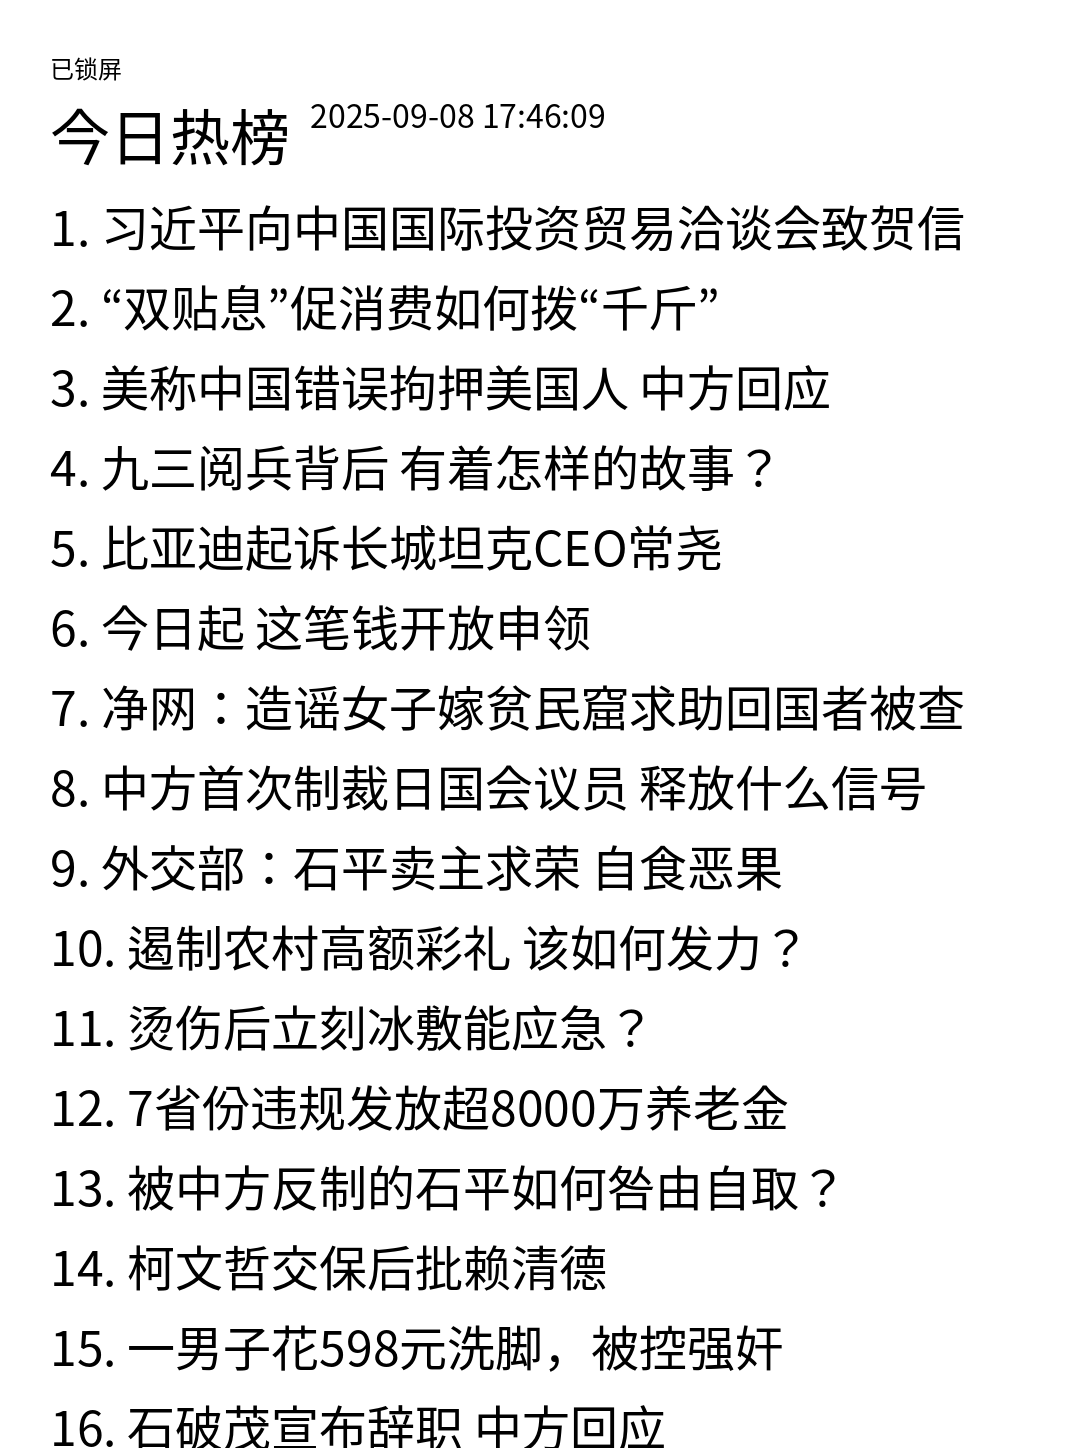 已锁屏
今日热榜 2025-09-08 17:46:09
1. 习近平向中国国际投资贸易洽谈会致贺信
2. “双贴息”促消费如何拨“千斤”
3. 美称中国错误拘押美国人 中方回应
4. 九三阅兵背后 有着怎样的故事？
5. 比亚迪起诉长城坦克CEO常尧
6. 今日起 这笔钱开放申领
7. 净网：造谣女子嫁贫民窟求助回国者被查
8. 中方首次制裁日国会议员 释放什么信号
9. 外交部：石平卖主求荣 自食恶果
10. 遏制农村高额彩礼 该如何发力？
11. 烫伤后立刻冰敷能应急？
12. 7省份违规发放超8000万养老金
13. 被中方反制的石平如何咎由自取？
14. 柯文哲交保后批赖清德
15. 一男子花598元洗脚，被控强奸
16. 石破茂宣布辞职 中方回应